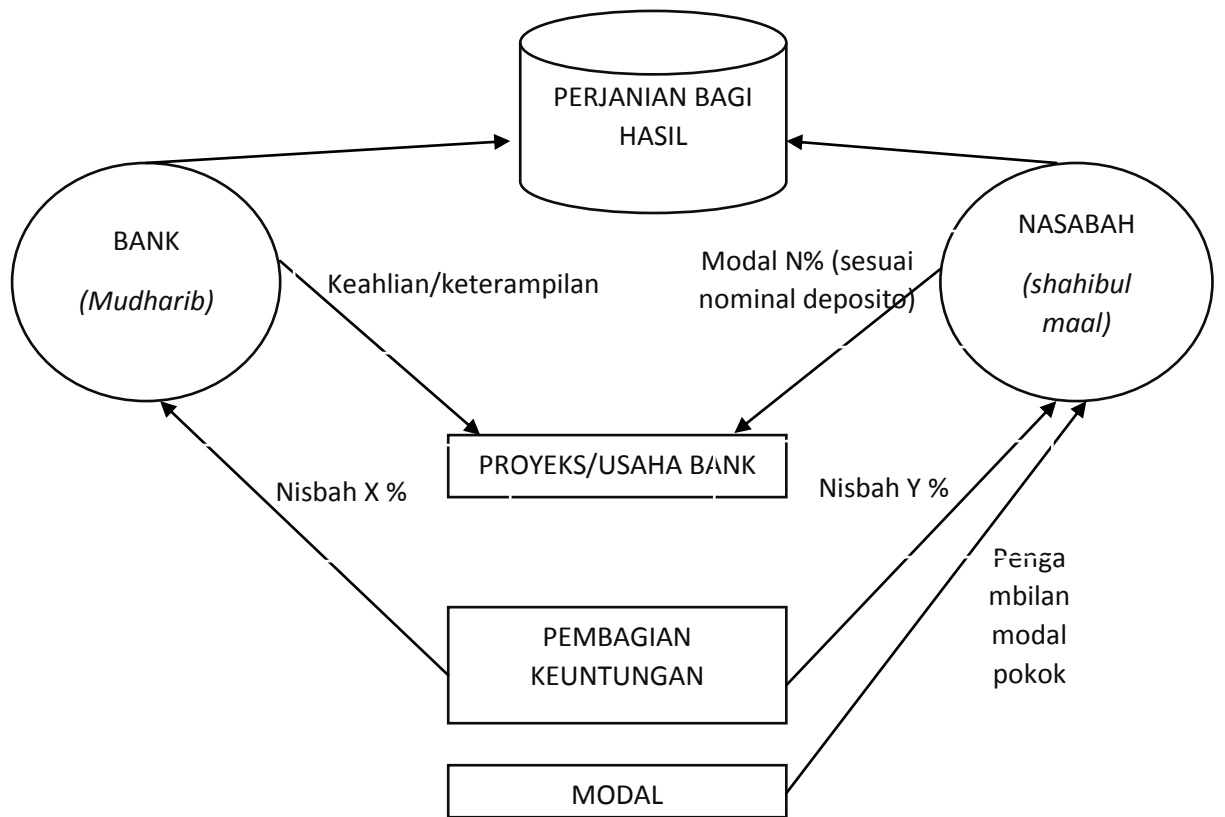 PERJANIAN BAGI
HASIL
BANK
(Mudharib)
NASABAH
(shahibul
maal)
Keahlian/keterampilan
Modal N% (sesuai
nominal deposito)
PROYEKS/USAHA BANK
Nisbah X %
Nisbah Y %
Penga
mbilan
modal
pokok
PEMBAGIAN
KEUNTUNGAN
MODAL